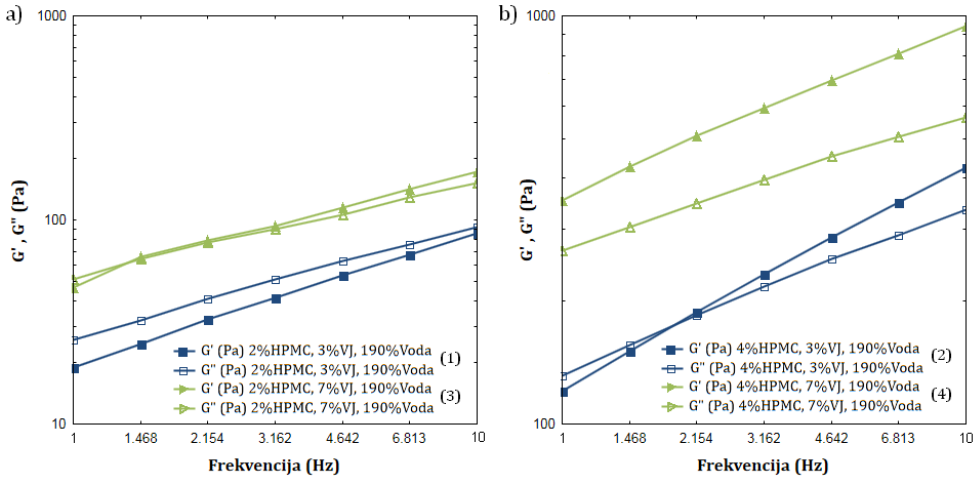 a)
1000
100
10
G' , G" (Pa)
G' (Pa) 2%HPMC, 3%VJ, 190%Voda
G" (Pa) 2%HPMC, 3%VJ, 190%Voda
(1)
G' (Pa) 2%HPMC, 7%VJ, 190%Voda
G" (Pa) 2%HPMC, 7%VJ, 190%Voda
(3)
1 1.468 2.154 3.162 4.642 6.813 10
Frekvencija (Hz)
b)
1000
100
G' , G" (Pa)
G' (Pa) 4%HPMC, 3%VJ, 190%Voda
G" (Pa) 4%HPMC, 3%VJ, 190%Voda
(2)
G' (Pa) 4%HPMC, 7%VJ, 190%Voda
G" (Pa) 4%HPMC, 7%VJ, 190%Voda
(4)
1 1.468 2.154 3.162 4.642 6.813 10
Frekvencija (Hz)